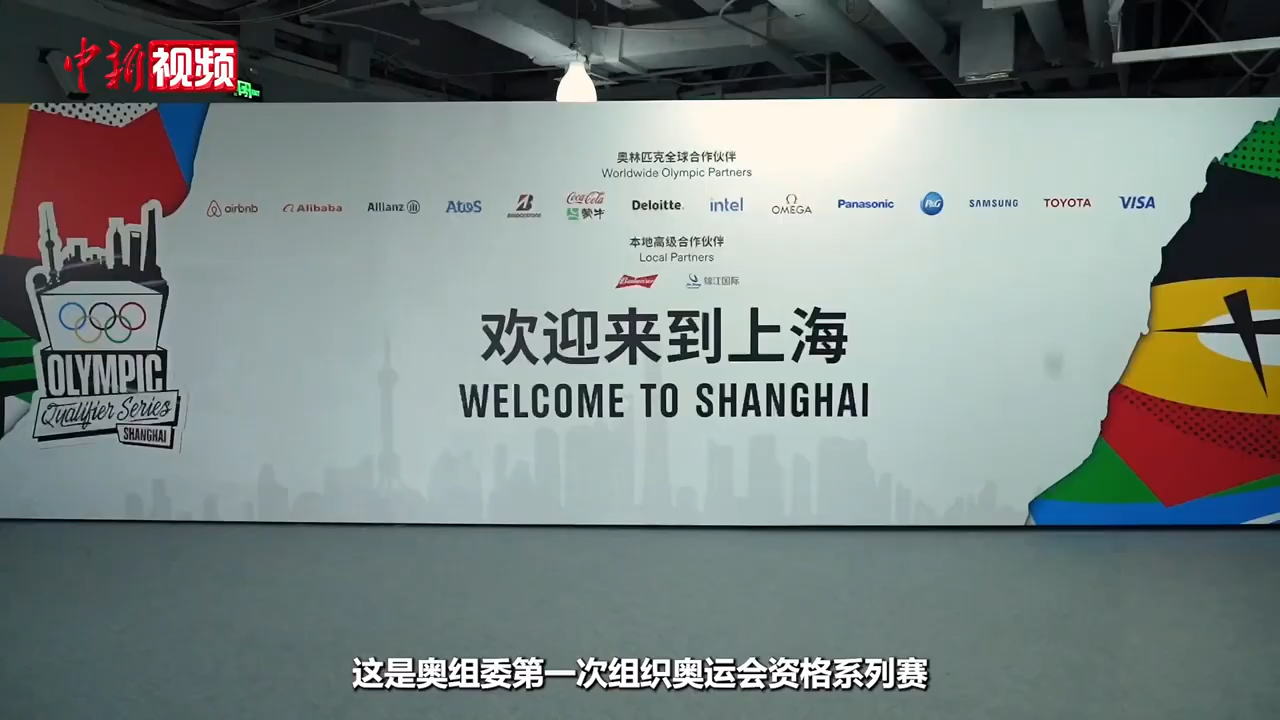 中新视频
奥林匹克全球合作伙伴
Worldwide Olympic Partners
airbnb Alibaba Allianz Atos BRIDGESTONE Coca-Cola 蒙牛 Deloitte. intel OMEGA Panasonic P&G SAMSUNG TOYOTA VISA
本地高级合作伙伴
Local Partners
Budweiser 锦江国际
欢迎来到上海
WELCOME TO SHANGHAI
OLYMPIC
Qualifier Series
SHANGHAI
这是奥组委第一次组织奥运会资格系列赛